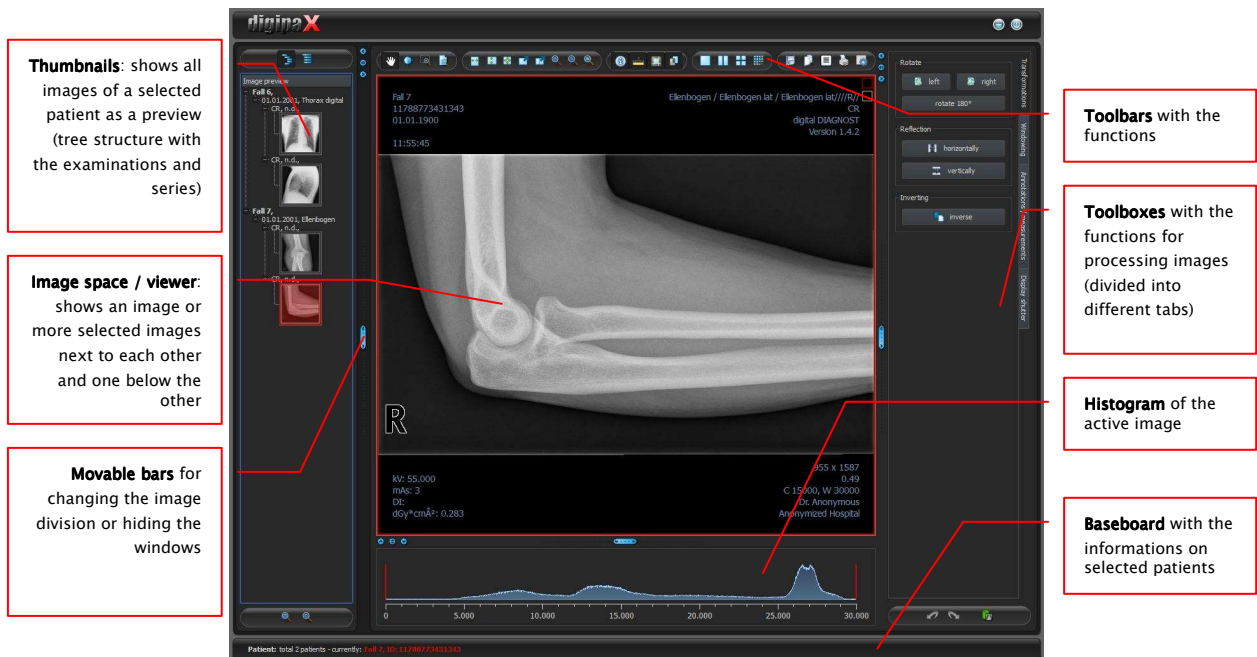 digipaX
Thumbnails: shows all
images of a selected
patient as a preview
(tree structure with
the examinations and
series)
Image space / viewer:
shows an image or
more selected images
next to each other
and one below the
other
Movable bars for
changing the image
division or hiding the
windows
Image preview
Fall 6,
01.01.2001, Thorax digital
CR, n.d.,
CR, n.d.,
Fall 7,
01.01.2001, Ellenbogen
CR, n.d.,
CR, n.d.,
Fall 7
11788773431343
01.01.1900
11:55:45
Ellenbogen / Ellenbogen lat / Ellenbogen lat////R//
CR
digital DIAGNOST
Version 1.4.2
R
kV: 55.000
mAs: 3
DI:
dGy*cmÂ²: 0.283
955 x 1587
0.49
C 15000, W 30000
Dr. Anonymous
Anonymized Hospital
0 5.000 10.000 15.000 20.000 25.000 30.000
Rotate
left right
rotate 180°
Reflection
horizontally
vertically
Inverting
inverse
Transformations
Windowing
Annotations / measurements
Display shutter
Toolbars with the
functions
Toolboxes with the
functions for
processing images
(divided into
different tabs)
Histogram of the
active image
Baseboard with the
informations on
selected patients
Patient: total 2 patients - currently: Fall 7, ID: 11788773431343